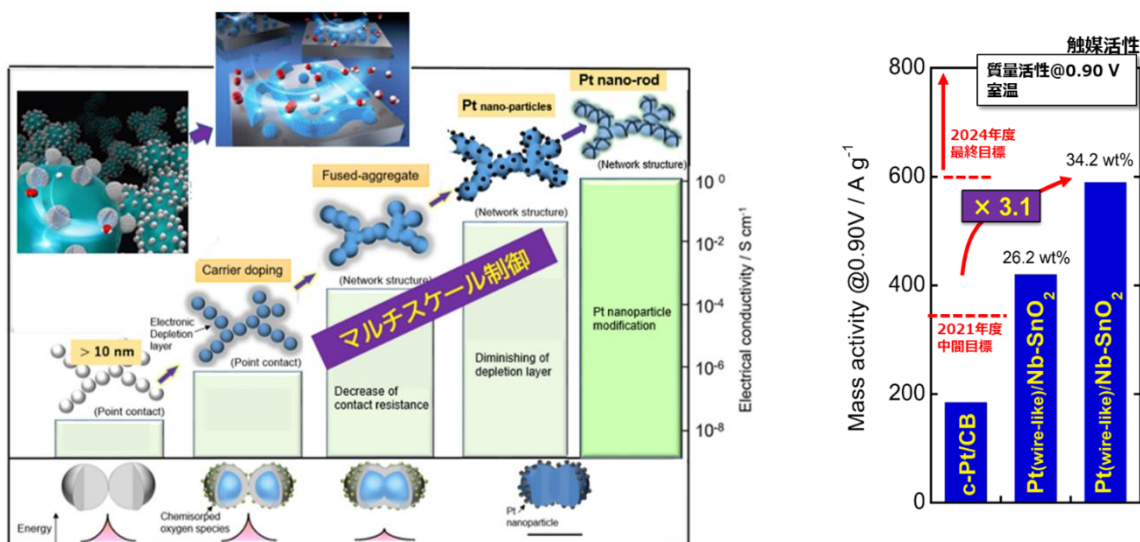 Pt nano-rod
(Network structure)
Pt nano-particles
(Network structure)
Fused-aggregate
(Network structure)
Carrier doping
Electronic
Depletion
layer
(Point contact)
> 10 nm
(Point contact)
マルチスケール制御
Decrease of
contact resistance
Diminishing of
depletion layer
Pt nanoparticle
modification
10⁰
10⁻²
10⁻⁴
10⁻⁶
10⁻⁸
Electrical conductivity / S cm⁻¹
Energy
Chemisorped
oxygen species
Pt
nanoparticle
触媒活性
質量活性@0.90 V
室温
800
600
400
200
0
Mass activity @0.90V / A g⁻¹
2024年度
最終目標
34.2 wt%
× 3.1
26.2 wt%
2021年度
中間目標
c-Pt/CB
Pt(wire-like)/Nb-SnO₂
Pt(wire-like)/Nb-SnO₂